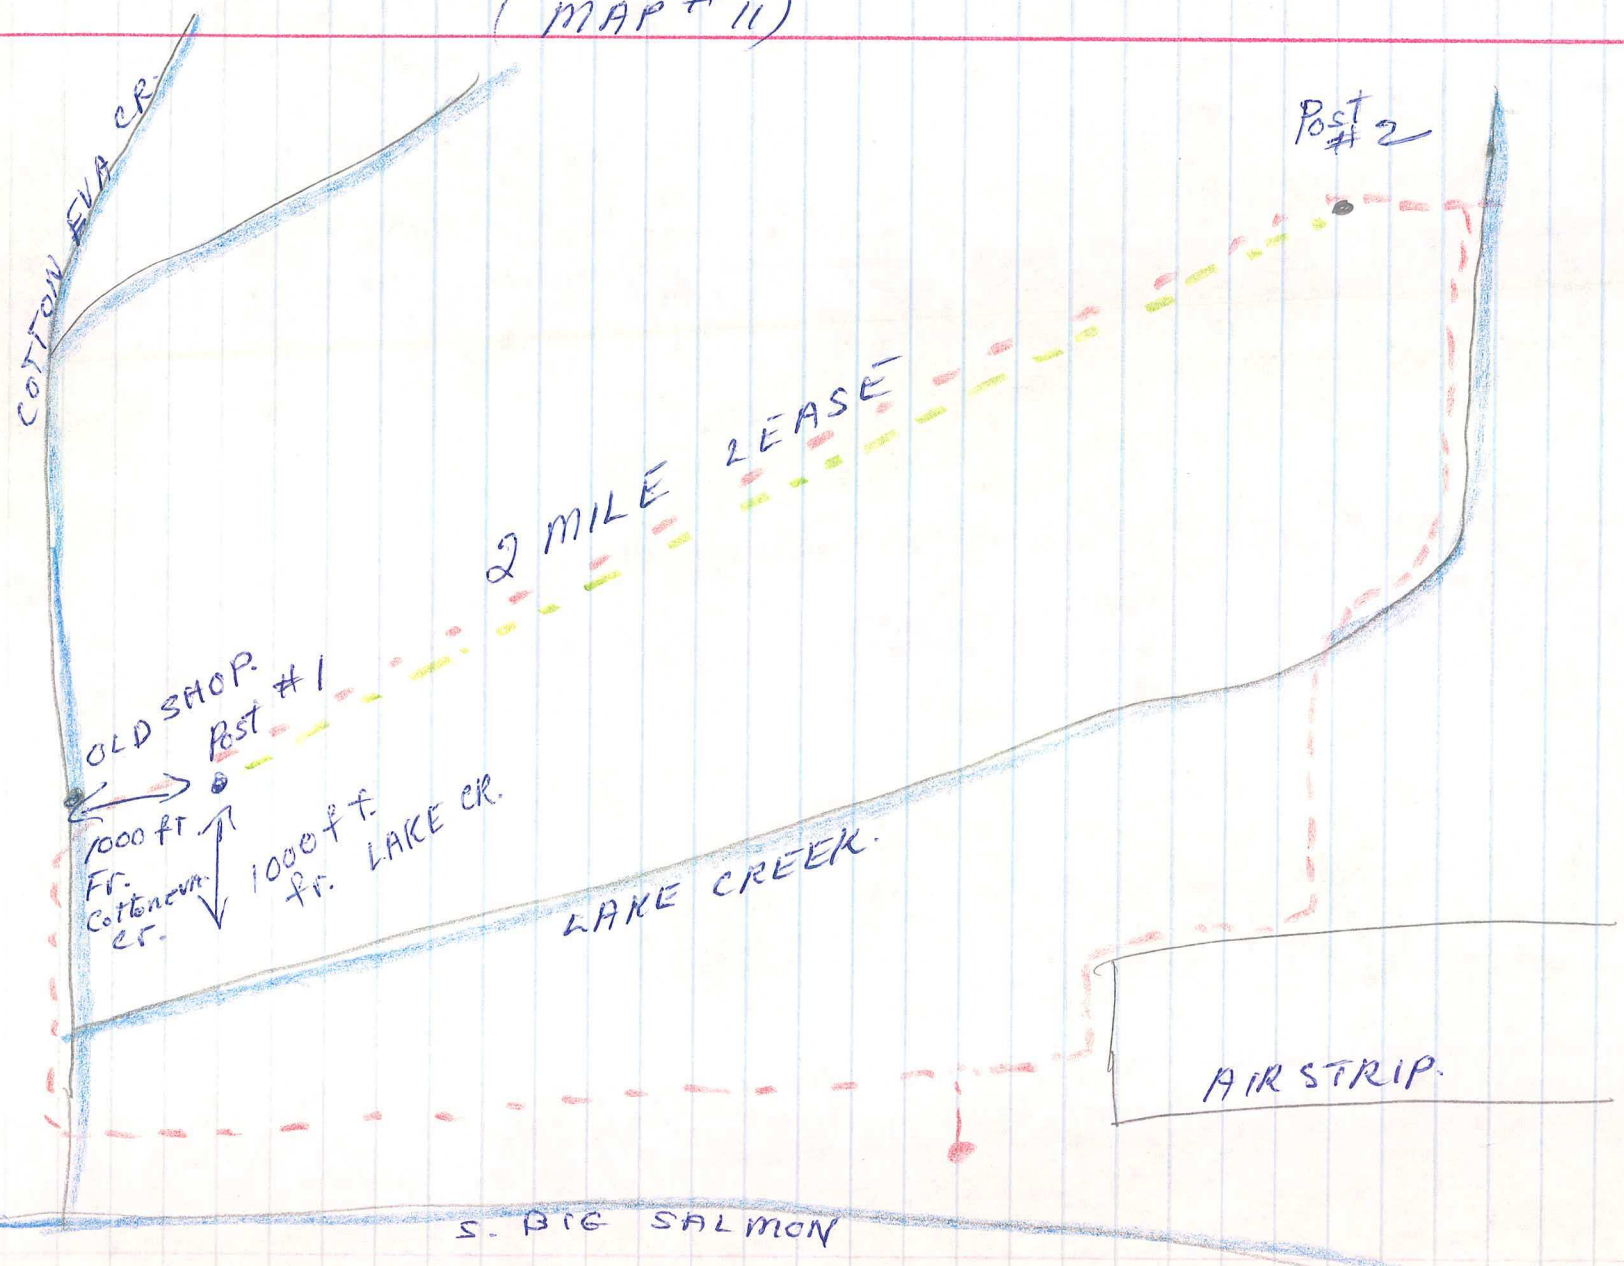 ( MAP # 11)
COTTON EVA CR.
Post
# 2
2 MILE LEASE
OLD SHOP.
Post #1
1000 ft.
Fr.
Cottoneva
cr.
1000 ft.
fr. LAKE CR.
LAKE CREEK.
AIRSTRIP.
S. BIG SALMON